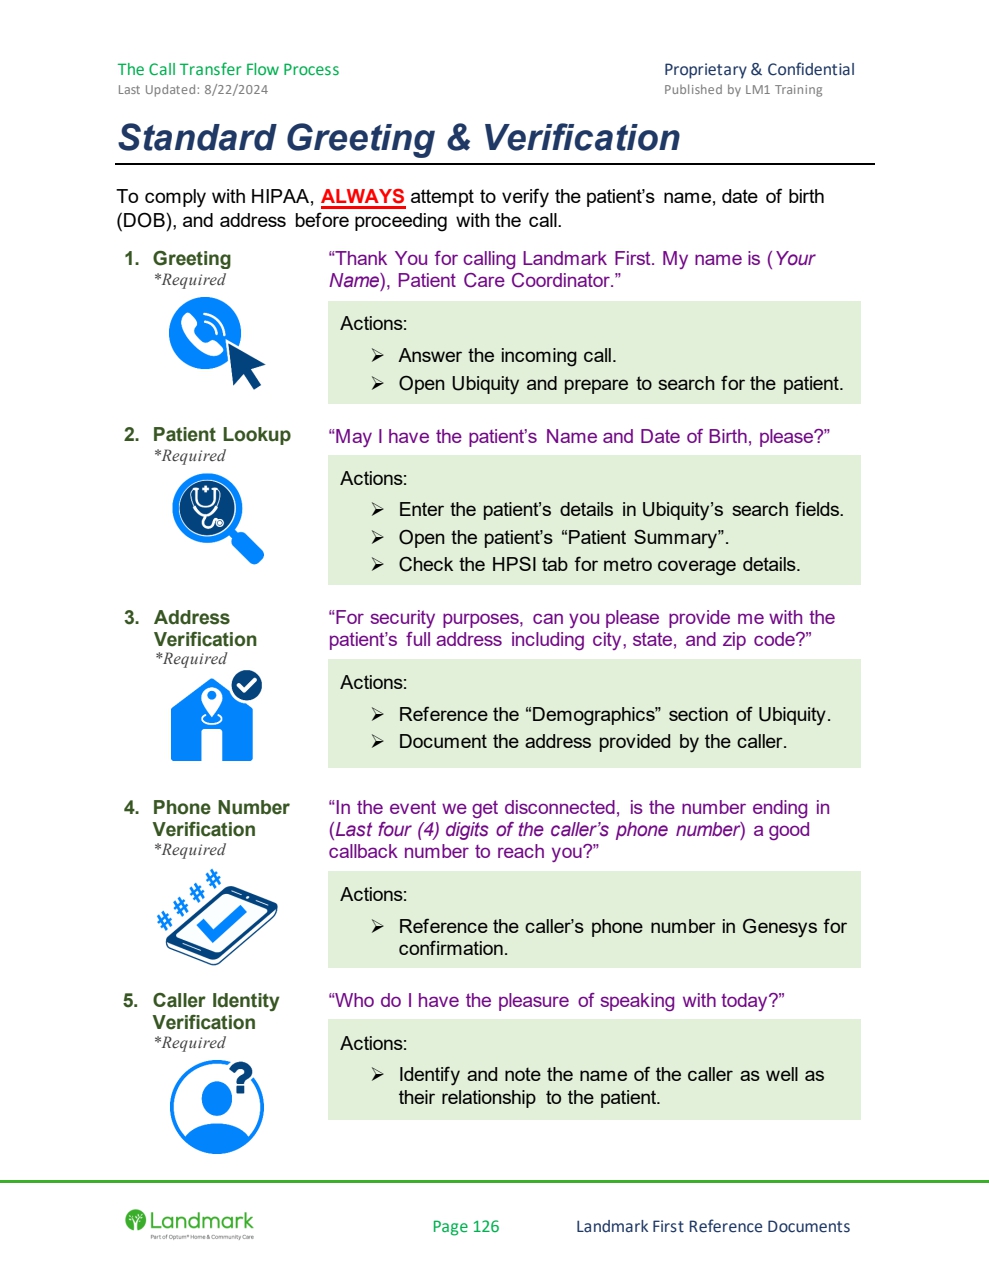 The Call Transfer Flow Process
Proprietary & Confidential
Last Updated: 8/22/2024
Published by LM1 Training
Standard Greeting & Verification
To comply with HIPAA, ALWAYS attempt to verify the patient's name, date of birth
(DOB), and address before proceeding with the call.
1. Greeting
*Required
“Thank You for calling Landmark First. My name is (Your
Name), Patient Care Coordinator.”
Actions:
➢ Answer the incoming call.
➢ Open Ubiquity and prepare to search for the patient.
2. Patient Lookup
*Required
“May I have the patient’s Name and Date of Birth, please?”
Actions:
➢ Enter the patient’s details in Ubiquity’s search fields.
➢ Open the patient’s “Patient Summary”.
➢ Check the HPSI tab for metro coverage details.
3. Address
Verification
*Required
“For security purposes, can you please provide me with the
patient’s full address including city, state, and zip code?”
Actions:
➢ Reference the “Demographics” section of Ubiquity.
➢ Document the address provided by the caller.
4. Phone Number
Verification
*Required
# # # #
“In the event we get disconnected, is the number ending in
(Last four (4) digits of the caller’s phone number) a good
callback number to reach you?”
Actions:
➢ Reference the caller’s phone number in Genesys for
confirmation.
5. Caller Identity
Verification
*Required
?
“Who do I have the pleasure of speaking with today?”
Actions:
➢ Identify and note the name of the caller as well as
their relationship to the patient.
Landmark
Part of Optum® Home & Community Care
Page 126
Landmark First Reference Documents